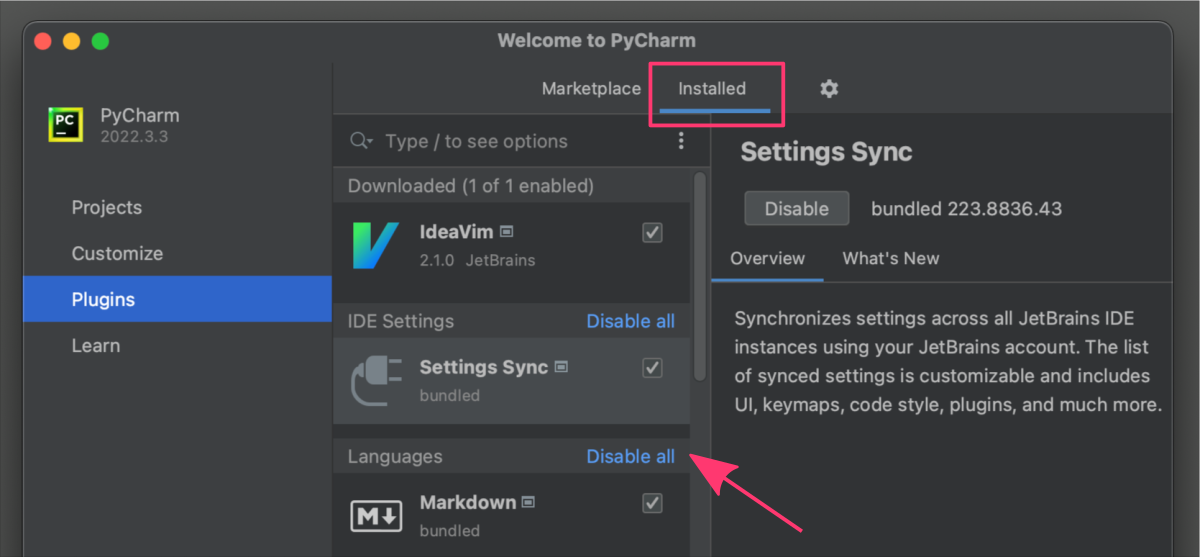 Welcome to PyCharm
PC
PyCharm
2022.3.3
Projects
Customize
Plugins
Learn
Marketplace
Installed
Type / to see options
Downloaded (1 of 1 enabled)
IdeaVim
2.1.0 JetBrains
IDE Settings Disable all
Settings Sync
bundled
Languages Disable all
M
Markdown
bundled
Settings Sync
Disable bundled 223.8836.43
Overview What's New
Synchronizes settings across all JetBrains IDE
instances using your JetBrains account. The list
of synced settings is customizable and includes
UI, keymaps, code style, plugins, and much more.